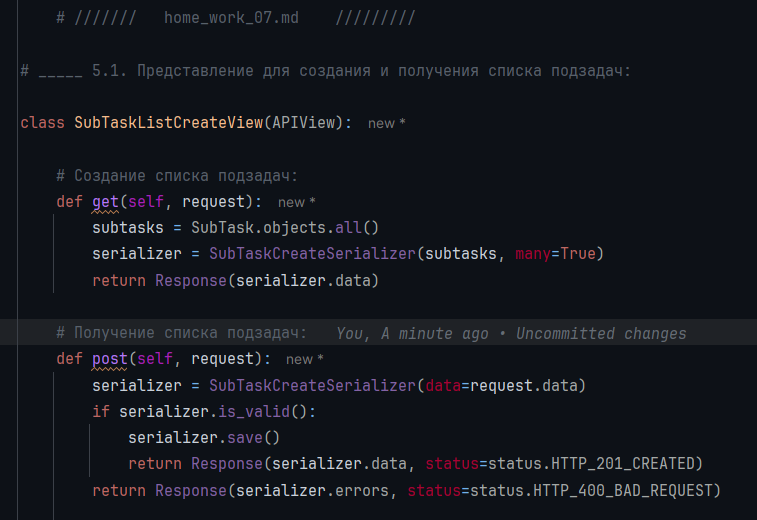 # ///////   home_work_07.md    /////////
# _____ 5.1. Представление для создания и получения списка подзадач:
class SubTaskListCreateView(APIView):  new *
# Создание списка подзадач:
def get(self, request):  new *
subtasks = SubTask.objects.all()
serializer = SubTaskCreateSerializer(subtasks, many=True)
return Response(serializer.data)
# Получение списка подзадач:   You, A minute ago • Uncommitted changes
def post(self, request):  new *
serializer = SubTaskCreateSerializer(data=request.data)
if serializer.is_valid():
serializer.save()
return Response(serializer.data, status=status.HTTP_201_CREATED)
return Response(serializer.errors, status=status.HTTP_400_BAD_REQUEST)